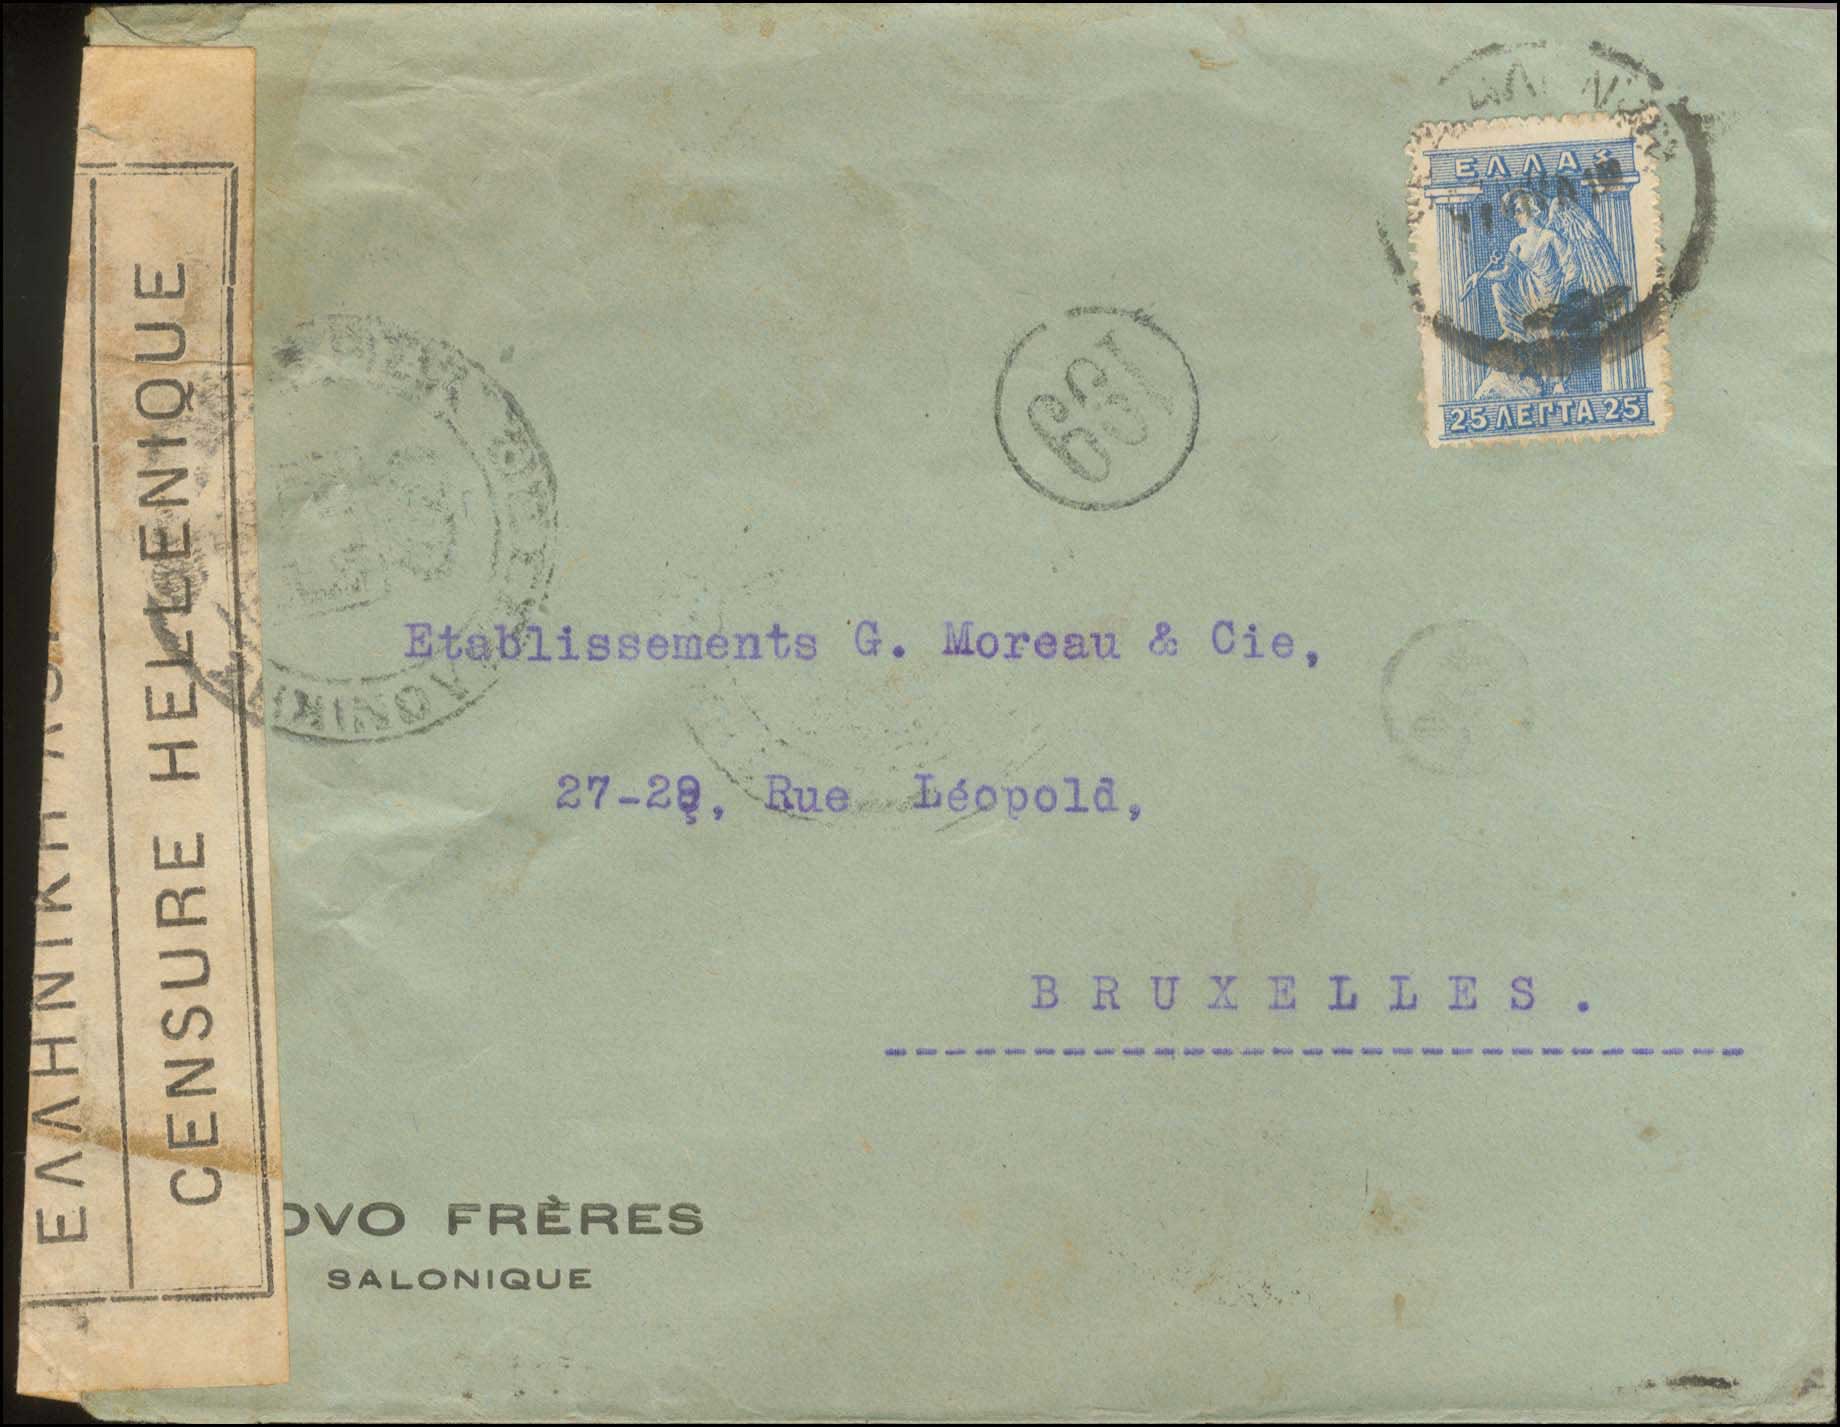 ΕΛΛΑΣ
25 ΛΕΠΤΑ 25
199
CENSURE HELLENIQUE
ΕΛΛΗΝΙΚΗ
Etablissements G. Moreau & Cie,
27-29, Rue Léopold,
BRUXELLES.
OVO FRÈRES
SALONIQUE